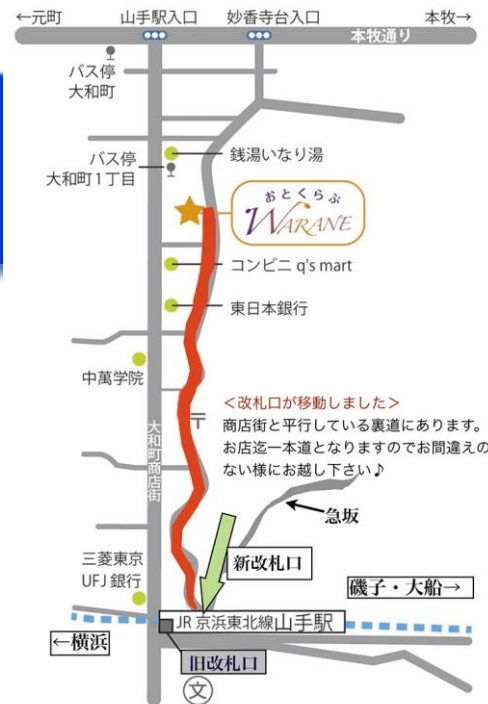 ←元町
山手駅入口
妙香寺台入口
本牧→
本牧通り
バス停
大和町
バス停
大和町1丁目
銭湯いなり湯
おとくらぶ
WARANE
コンビニ q's mart
東日本銀行
中萬学院
〒
<改札口が移動しました>
商店街と平行している裏道にあります。
お店迄一本道となりますのでお間違えの
ない様にお越し下さい♪
大和町商店街
急坂
三菱東京
UFJ 銀行
新改札口
磯子・大船→
JR 京浜東北線山手駅
←横浜
旧改札口
文